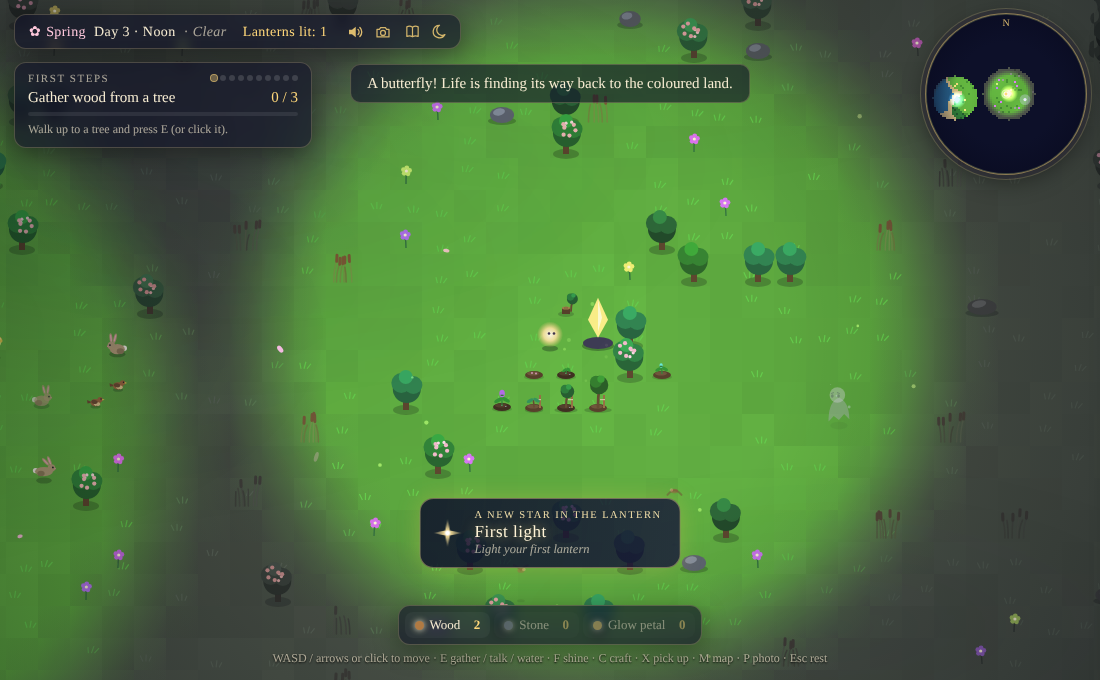 Spring Day 3 · Noon · Clear Lanterns lit: 1
N
FIRST STEPS
Gather wood from a tree 0 / 3
Walk up to a tree and press E (or click it).
A butterfly! Life is finding its way back to the coloured land.
A NEW STAR IN THE LANTERN
First light
Light your first lantern
Wood 2 Stone 0 Glow petal 0
WASD / arrows or click to move · E gather / talk / water · F shine · C craft · X pick up · M map · P photo · Esc rest